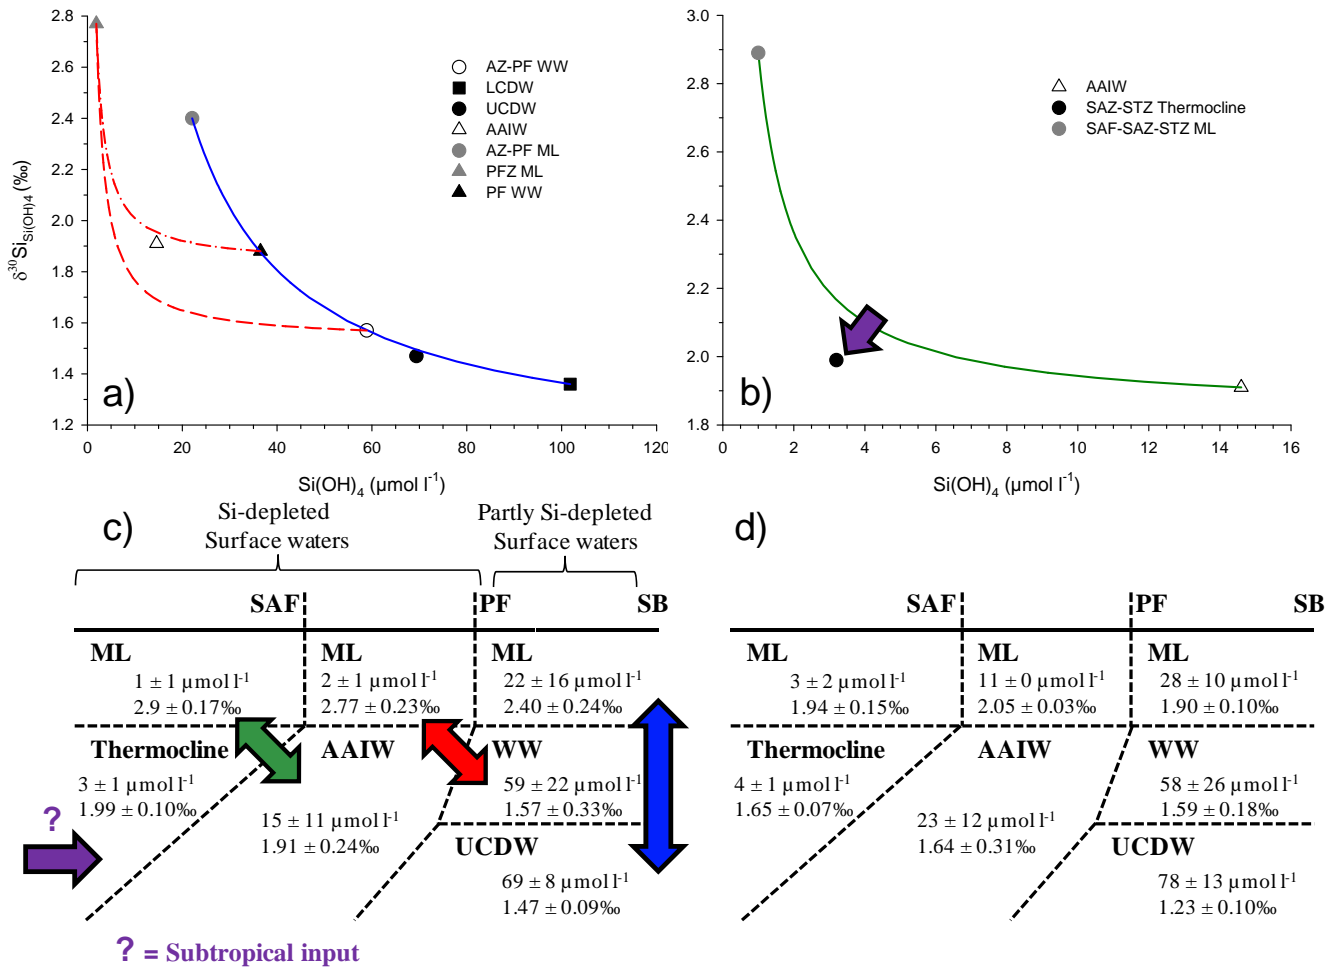 2.8
2.6
2.4
2.2
2.0
1.8
1.6
1.4
1.2
δ³⁰Si Si(OH)₄ (‰)
0 20 40 60 80 100 120
Si(OH)₄ (µmol l⁻¹)
AZ-PF WW
LCDW
UCDW
AAIW
AZ-PF ML
PFZ ML
PF WW
a)
3.0
2.8
2.6
2.4
2.2
2.0
1.8
0 2 4 6 8 10 12 14 16
Si(OH)₄ (µmol l⁻¹)
AAIW
SAZ-STZ Thermocline
SAF-SAZ-STZ ML
b)
c)
Si-depleted
Surface waters
Partly Si-depleted
Surface waters
SAF PF SB
ML ML ML
1 ± 1 µmol l⁻¹ 2 ± 1 µmol l⁻¹ 22 ± 16 µmol l⁻¹
2.9 ± 0.17‰ 2.77 ± 0.23‰ 2.40 ± 0.24‰
Thermocline AAIW WW
3 ± 1 µmol l⁻¹ 59 ± 22 µmol l⁻¹
1.99 ± 0.10‰ 1.57 ± 0.33‰
?
15 ± 11 µmol l⁻¹
1.91 ± 0.24‰ UCDW
69 ± 8 µmol l⁻¹
1.47 ± 0.09‰
? = Subtropical input
d)
SAF PF SB
ML ML ML
3 ± 2 µmol l⁻¹ 11 ± 0 µmol l⁻¹ 28 ± 10 µmol l⁻¹
1.94 ± 0.15‰ 2.05 ± 0.03‰ 1.90 ± 0.10‰
Thermocline AAIW WW
4 ± 1 µmol l⁻¹ 58 ± 26 µmol l⁻¹
1.65 ± 0.07‰ 1.59 ± 0.18‰
23 ± 12 µmol l⁻¹
1.64 ± 0.31‰ UCDW
78 ± 13 µmol l⁻¹
1.23 ± 0.10‰